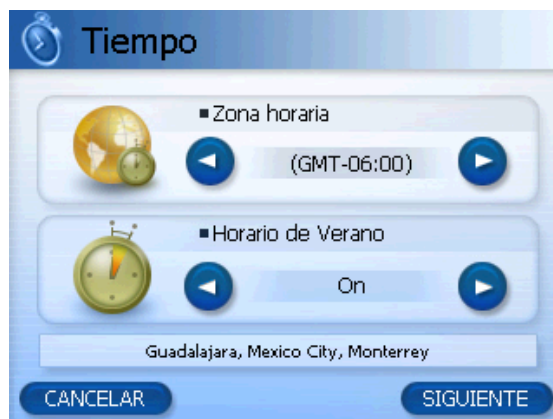 Tiempo
Zona horaria
(GMT-06:00)
Horario de Verano
On
Guadalajara, Mexico City, Monterrey
CANCELAR
SIGUIENTE